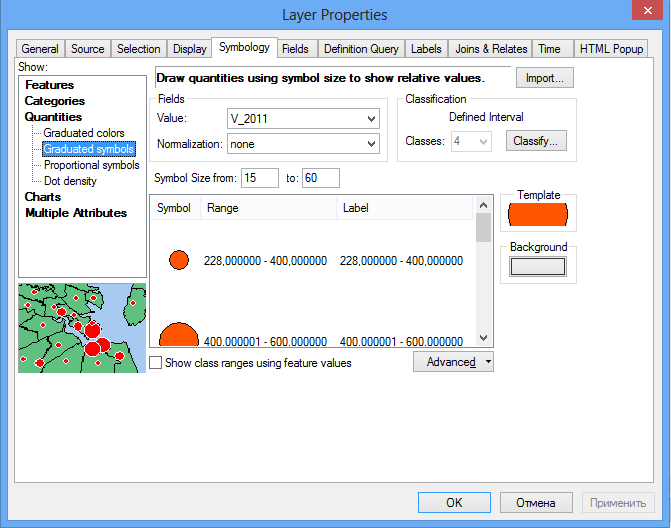 Layer Properties
General Source Selection Display Symbology Fields Definition Query Labels Joins & Relates Time HTML Popup
Show:
Features
Categories
Quantities
Graduated colors
Graduated symbols
Proportional symbols
Dot density
Charts
Multiple Attributes
Draw quantities using symbol size to show relative values.
Import...
Fields
Value: V_2011
Normalization: none
Classification
Defined Interval
Classes: 4 Classify...
Symbol Size from: 15 to: 60
Symbol Range Label
228,000000 - 400,000000 228,000000 - 400,000000
400,000001 - 600,000000 400,000001 - 600,000000
Template
Background
Show class ranges using feature values
Advanced
OK Отмена Применить